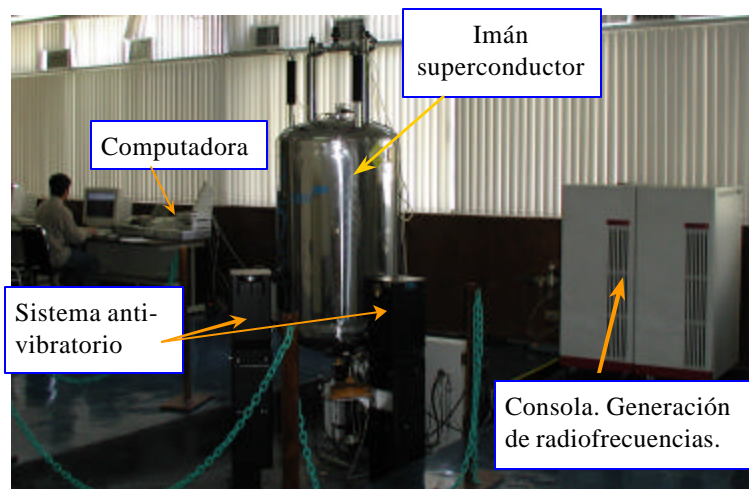 Imán
superconductor
Computadora
Sistema anti-
vibratorio
Consola. Generación
de radiofrecuencias.